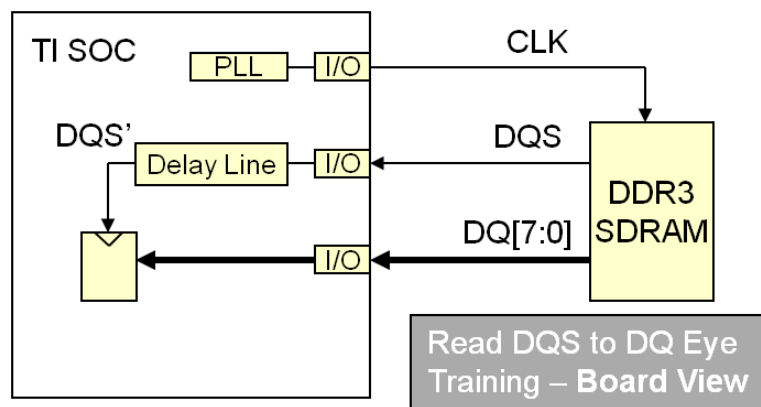 TI SOC
PLL
I/O
CLK
DQS’
Delay Line
I/O
DQS
DDR3
SDRAM
I/O
DQ[7:0]
Read DQS to DQ Eye
Training – Board View